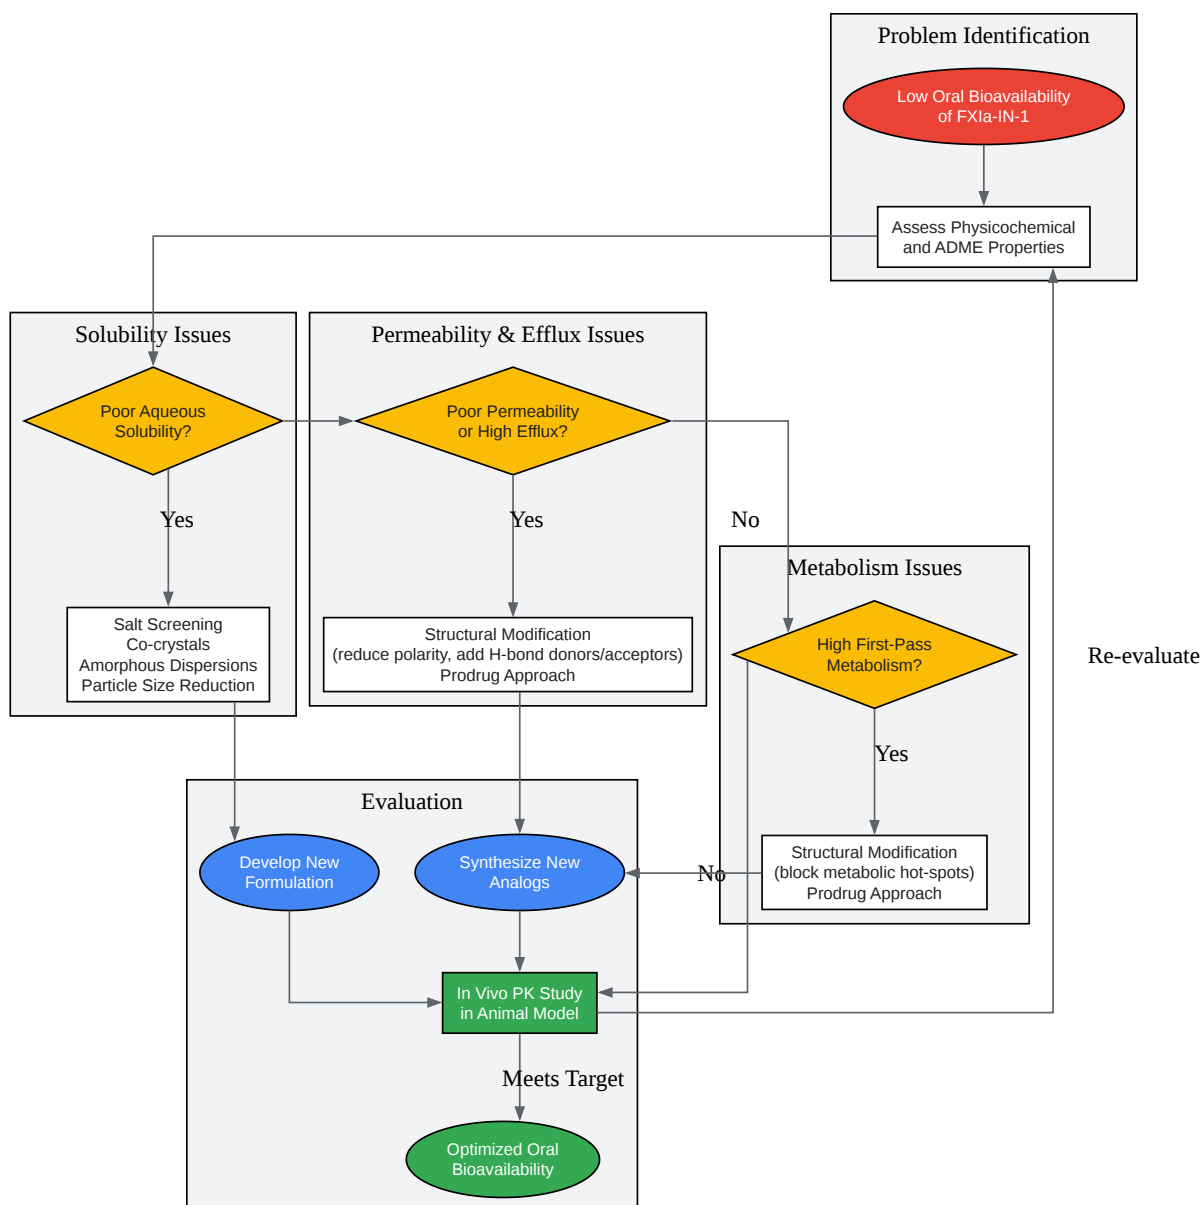 Problem Identification
Low Oral Bioavailability
of FXIa-IN-1
Assess Physicochemical
and ADME Properties
Solubility Issues
Poor Aqueous
Solubility?
Yes
Salt Screening
Co-crystals
Amorphous Dispersions
Particle Size Reduction
Permeability & Efflux Issues
Poor Permeability
or High Efflux?
Yes
No
Structural Modification
(reduce polarity, add H-bond donors/acceptors)
Prodrug Approach
Metabolism Issues
High First-Pass
Metabolism?
Yes
Structural Modification
(block metabolic hot-spots)
Prodrug Approach
No
Re-evaluate
Evaluation
Develop New
Formulation
Synthesize New
Analogs
In Vivo PK Study
in Animal Model
Meets Target
Optimized Oral
Bioavailability